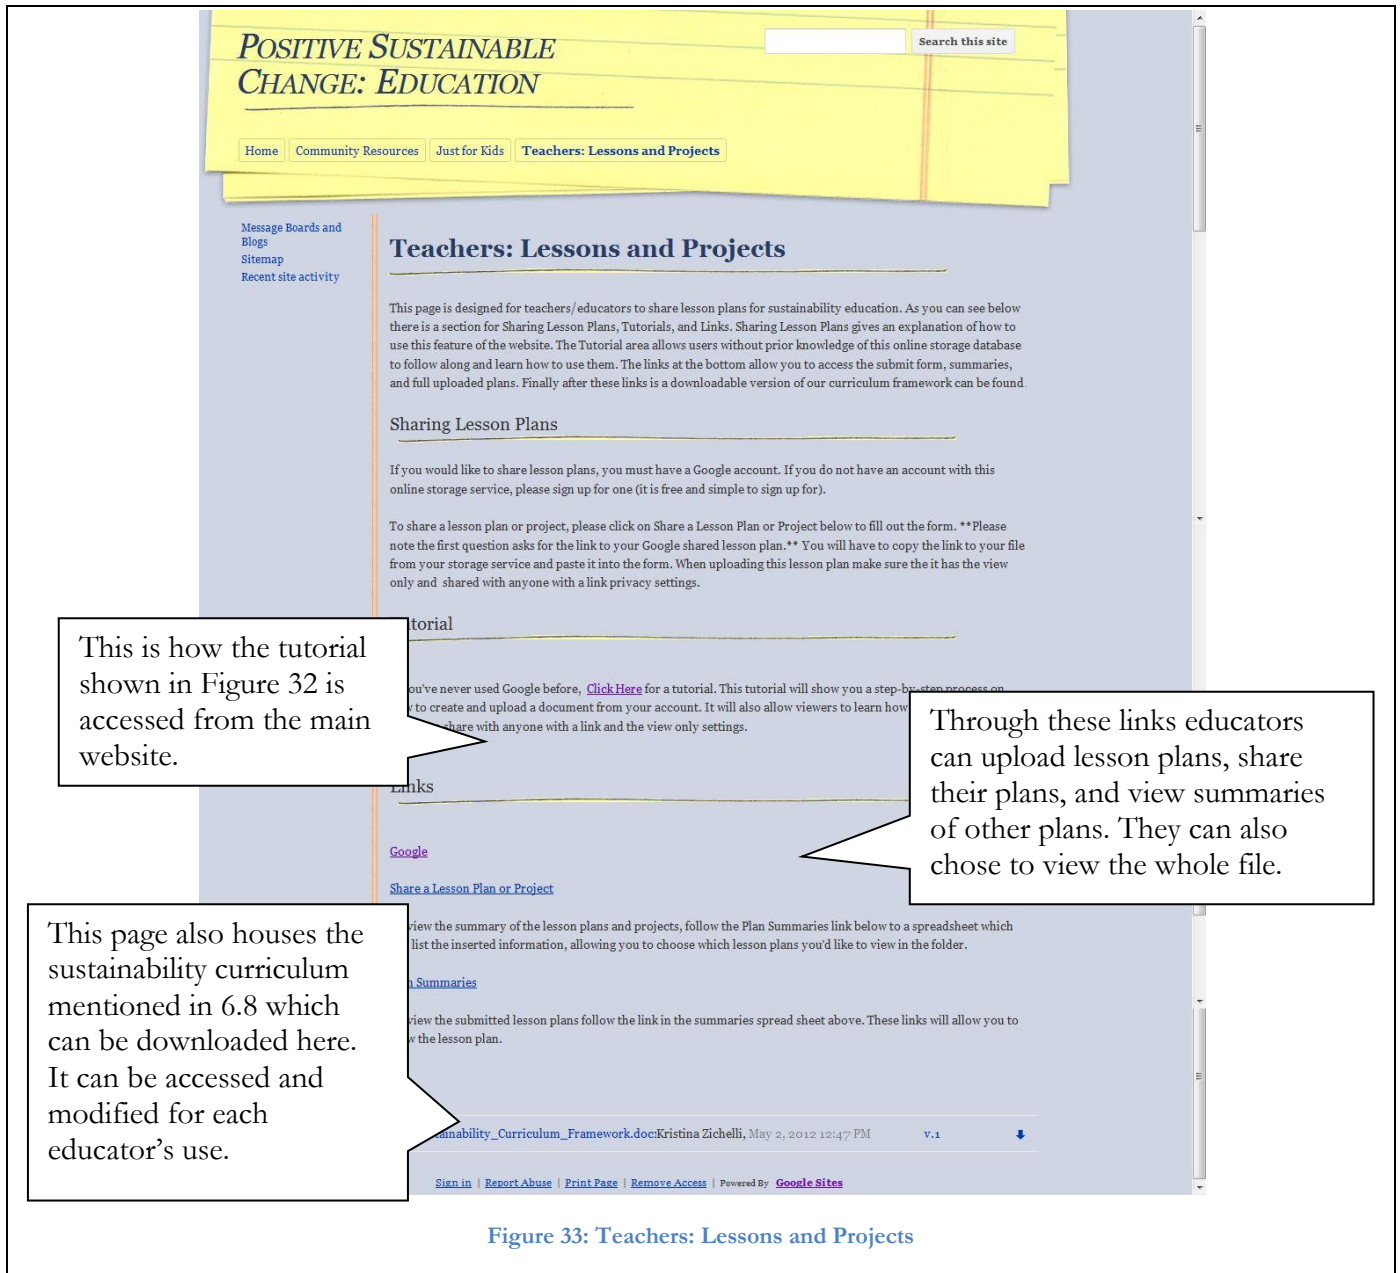 POSITIVE SUSTAINABLE
CHANGE: EDUCATION
Search this site
Home
Community Resources
Just for Kids
Teachers: Lessons and Projects
Message Boards and
Blogs
Sitemap
Recent site activity
Teachers: Lessons and Projects
This page is designed for teachers/educators to share lesson plans for sustainability education. As you can see below
there is a section for Sharing Lesson Plans, Tutorials, and Links. Sharing Lesson Plans gives an explanation of how to
use this feature of the website. The Tutorial area allows users without prior knowledge of this online storage database
to follow along and learn how to use them. The links at the bottom allow you to access the submit form, summaries,
and full uploaded plans. Finally after these links is a downloadable version of our curriculum framework can be found.
Sharing Lesson Plans
If you would like to share lesson plans, you must have a Google account. If you do not have an account with this
online storage service, please sign up for one (it is free and simple to sign up for).
To share a lesson plan or project, please click on Share a Lesson Plan or Project below to fill out the form. **Please
note the first question asks for the link to your Google shared lesson plan.** You will have to copy the link to your file
from your storage service and paste it into the form. When uploading this lesson plan make sure the it has the view
only and shared with anyone with a link privacy settings.
torial
This is how the tutorial
shown in Figure 32 is
accessed from the main
website.
ou've never used Google before, Click Here for a tutorial. This tutorial will show you a step-by-step process on
to create and upload a document from your account. It will also allow viewers to learn how
share with anyone with a link and the view only settings.
Through these links educators
can upload lesson plans, share
their plans, and view summaries
of other plans. They can also
chose to view the whole file.
Links
Google
Share a Lesson Plan or Project
This page also houses the
sustainability curriculum
mentioned in 6.8 which
can be downloaded here.
It can be accessed and
modified for each
educator's use.
view the summary of the lesson plans and projects, follow the Plan Summaries link below to a spreadsheet which
list the inserted information, allowing you to choose which lesson plans you'd like to view in the folder.
Summaries
view the submitted lesson plans follow the link in the summaries spread sheet above. These links will allow you to
the lesson plan.
ainability_Curriculum_Framework.doc:Kristina Zichelli, May 2, 2012 12:47 PM v.1
Sign in | Report Abuse | Print Page | Remove Access | Powered By Google Sites
Figure 33: Teachers: Lessons and Projects